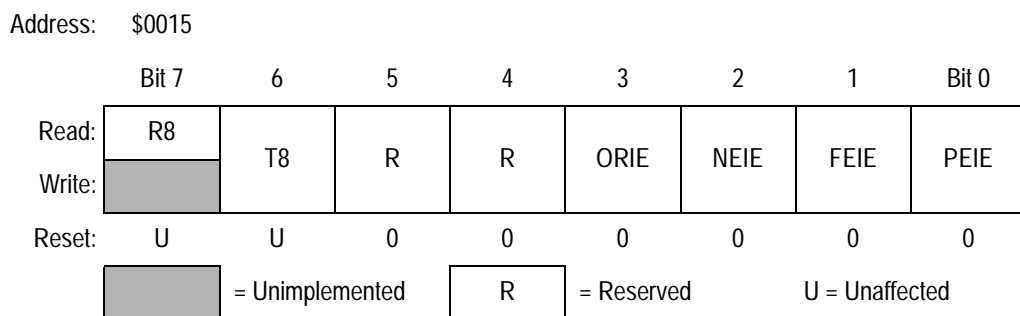 Address: $0015
Bit 7 6 5 4 3 2 1 Bit 0
Read: R8 T8 R R ORIE NEIE FEIE PEIE
Write:
Reset: U U 0 0 0 0 0 0
= Unimplemented R = Reserved U = Unaffected